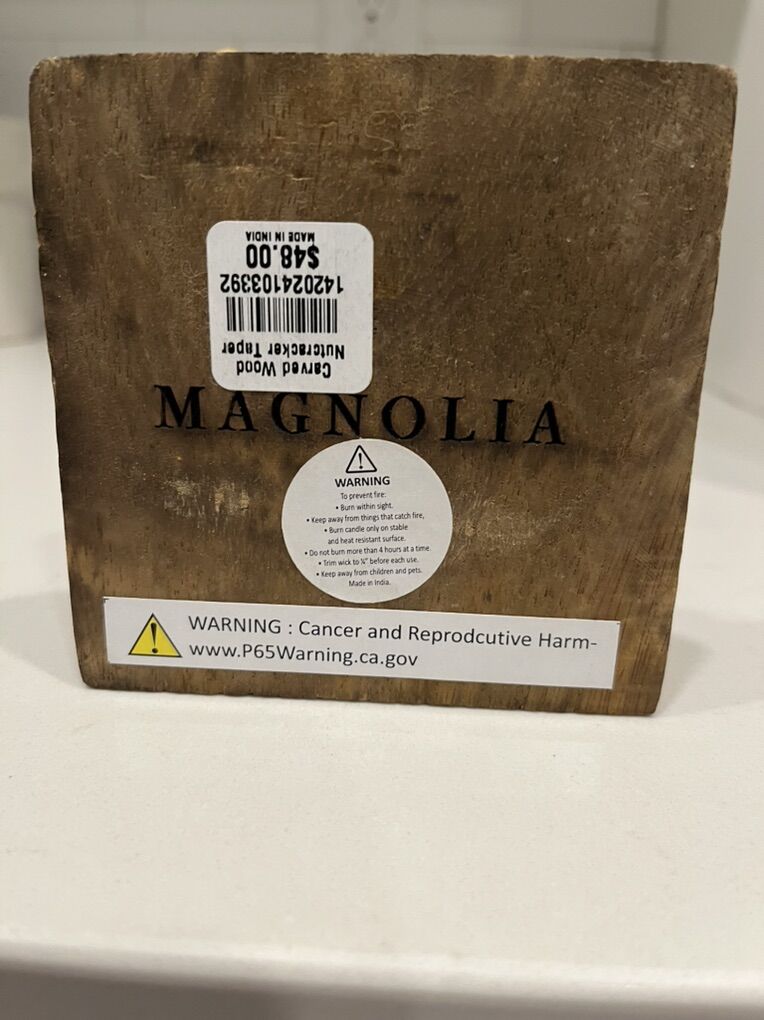 Carved Wood
Nutcracker Taper
142024103392
$48.00
MADE IN INDIA
MAGNOLIA
WARNING
To prevent fire:
• Burn within sight.
• Keep away from things that catch fire,
• Burn candle only on stable
and heat resistant surface.
• Do not burn more than 4 hours at a time.
• Trim wick to ¼" before each use.
• Keep away from children and pets.
Made in India.
WARNING : Cancer and Reprodcutive Harm-
www.P65Warning.ca.gov